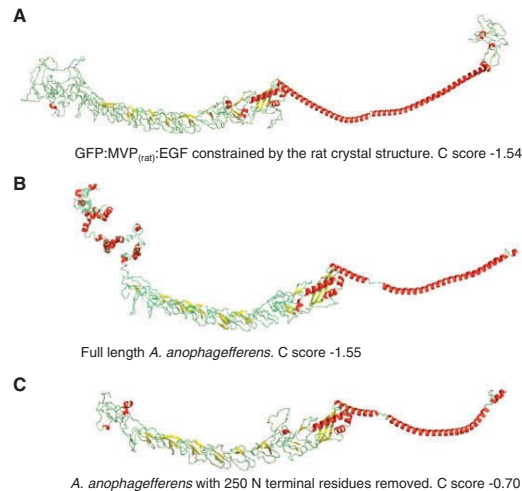 A
GFP:MVP(rat):EGF constrained by the rat crystal structure. C score -1.54
B
Full length A. anophagefferens. C score -1.55
C
A. anophagefferens with 250 N terminal residues removed. C score -0.70